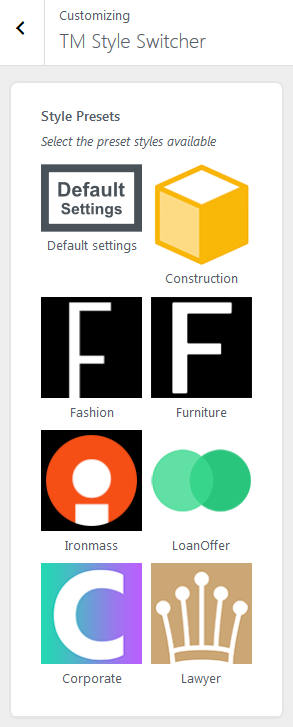 Customizing
TM Style Switcher
Style Presets
Select the preset styles available
Default
Settings
Default settings
Construction
F
F
Fashion
Furniture
Ironmass
LoanOffer
C
Corporate
Lawyer